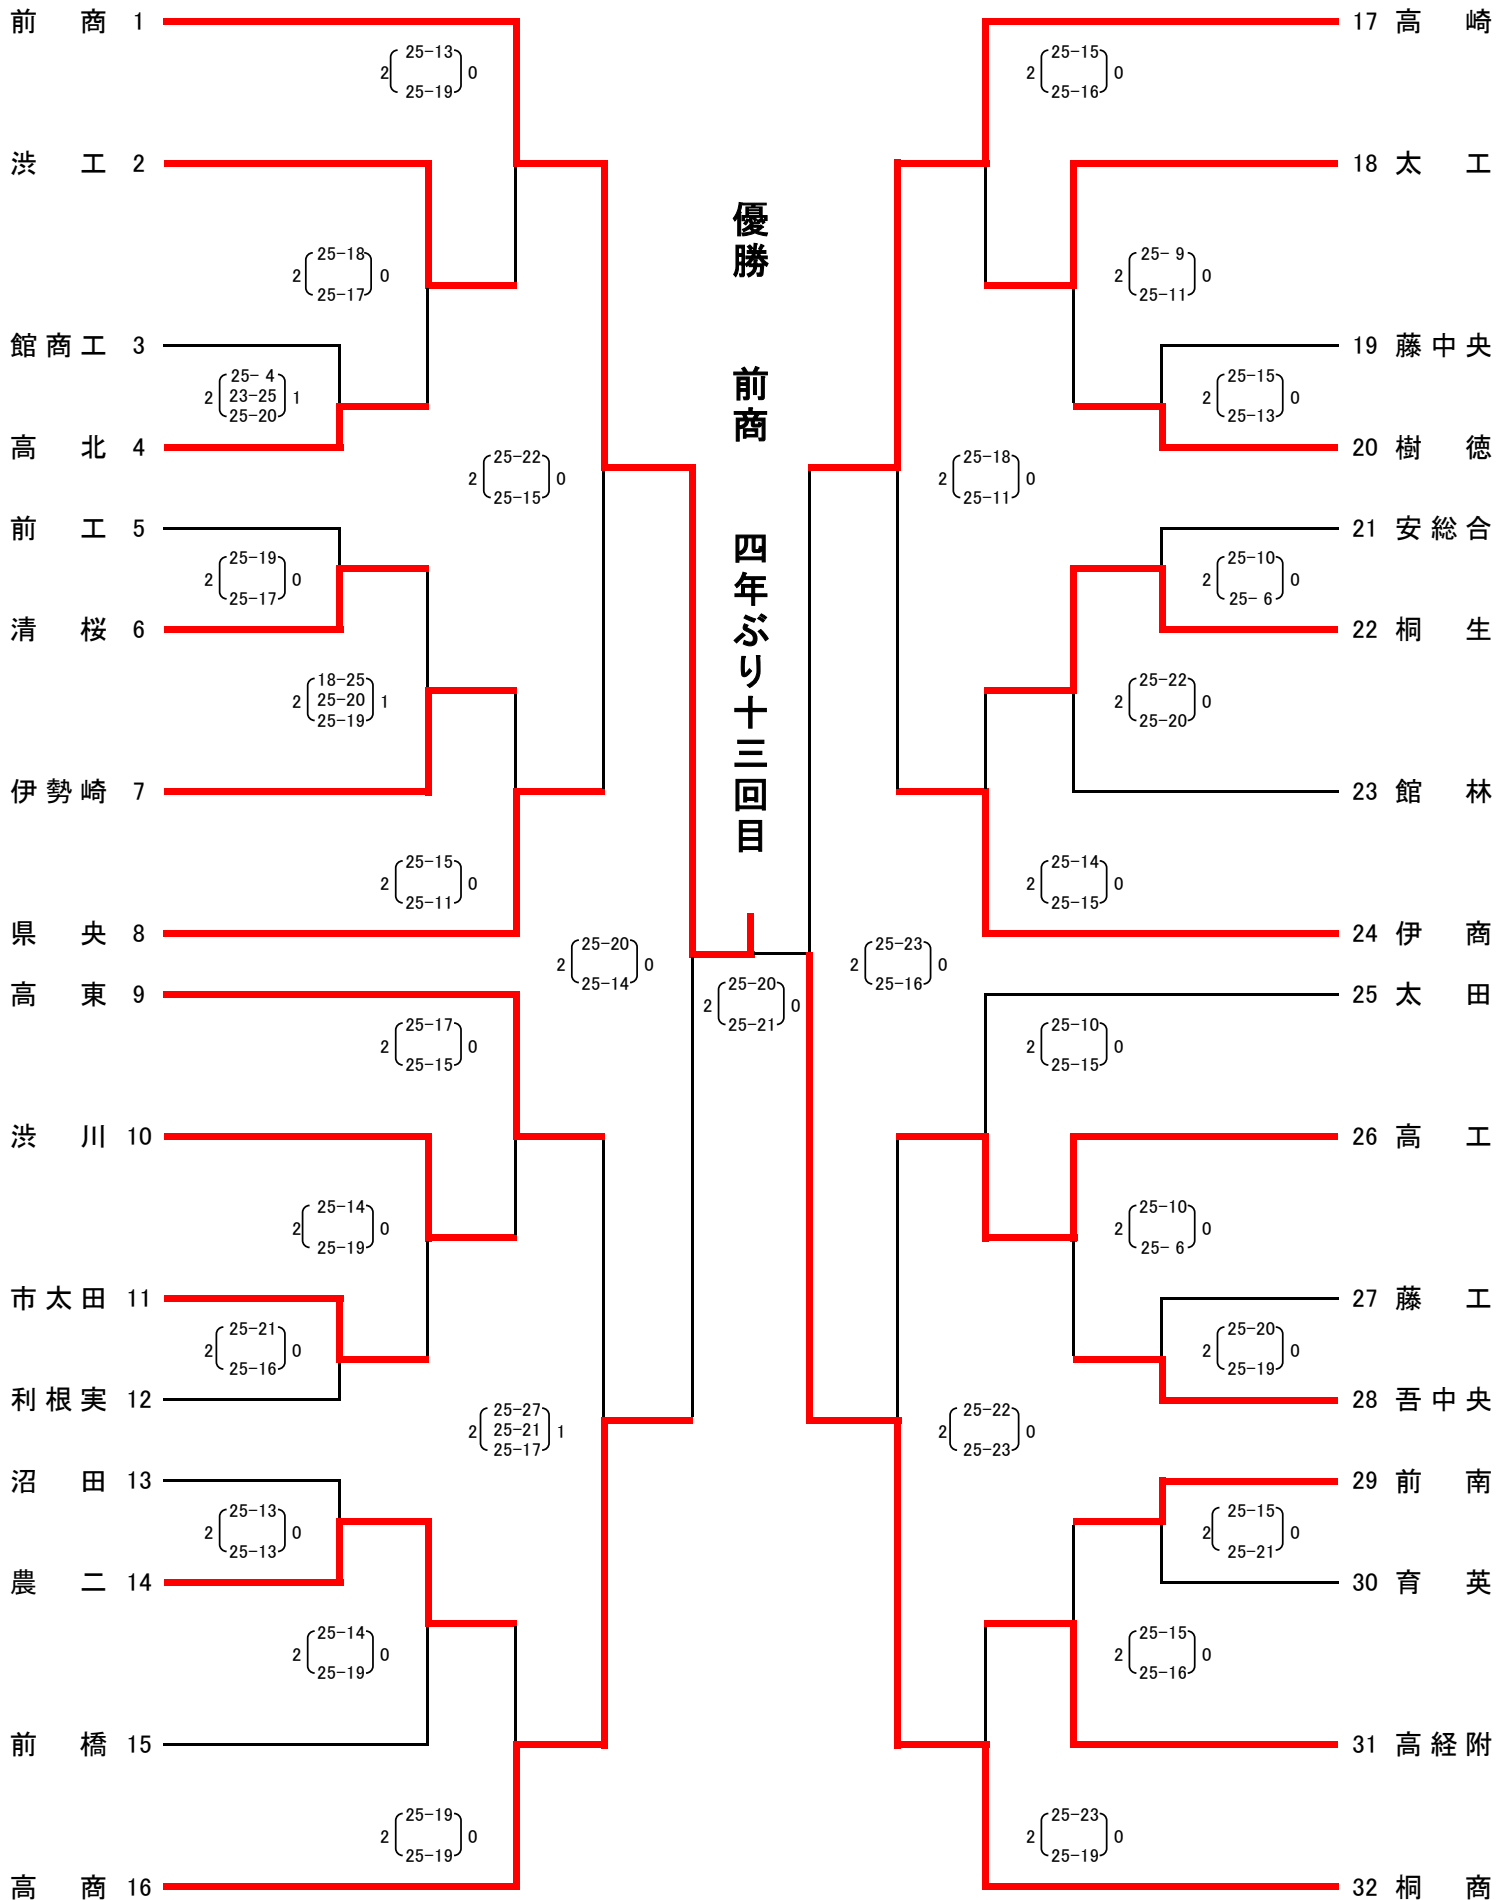 前商 1
2 25-13 0
25-19
渋工 2
2 25-18 0
25-17
館商工 3
25- 4
2 23-25 1
25-20
高北 4
2 25-22 0
25-15
前工 5
2 25-19 0
25-17
清桜 6
18-25
2 25-20 1
25-19
伊勢崎 7
2 25-15 0
25-11
県央 8
2 25-20 0
25-14
高東 9
2 25-17 0
25-15
渋川 10
2 25-14 0
25-19
市太田 11
2 25-21 0
25-16
利根実 12
25-27
2 25-21 1
25-17
沼田 13
2 25-13 0
25-13
農二 14
2 25-14 0
25-19
前橋 15
2 25-19 0
25-19
高商 16
優勝 前商 四年ぶり十三回目
2 25-20 0
25-21
17 高崎
2 25-15 0
25-16
18 太工
2 25- 9 0
25-11
19 藤中央
2 25-15 0
25-13
20 樹徳
2 25-18 0
25-11
21 安総合
2 25-10 0
25- 6
22 桐生
2 25-22 0
25-20
23 館林
2 25-14 0
25-15
24 伊商
2 25-23 0
25-16
25 太田
2 25-10 0
25-15
26 高工
2 25-10 0
25- 6
27 藤工
2 25-20 0
25-19
28 吾中央
2 25-22 0
25-23
29 前南
2 25-15 0
25-21
30 育英
2 25-15 0
25-16
31 高経附
2 25-23 0
25-19
32 桐商